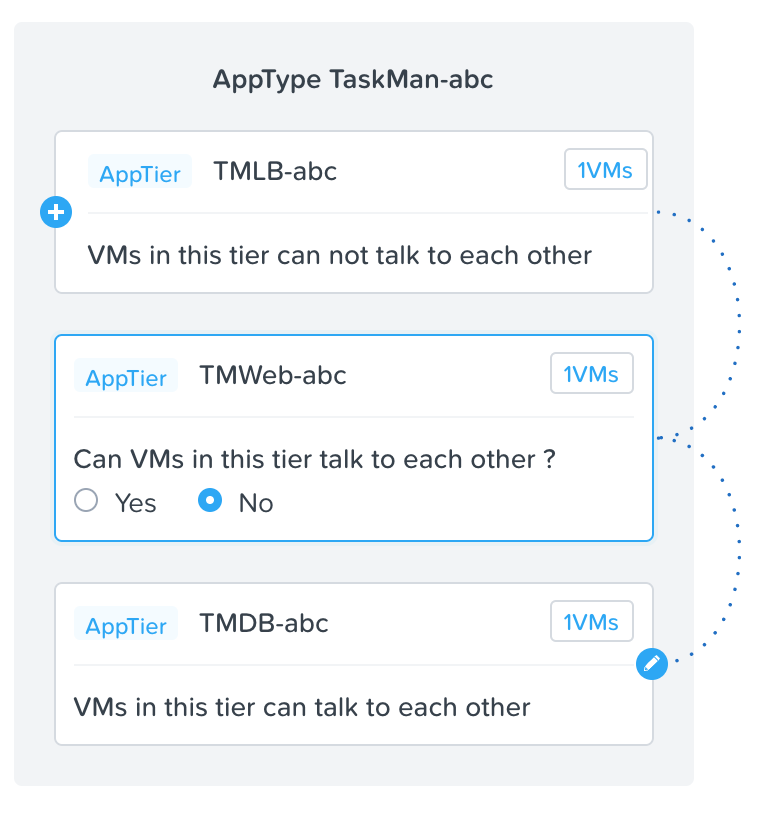 AppType TaskMan-abc
AppTier TMLB-abc 1VMs
VMs in this tier can not talk to each other
AppTier TMWeb-abc 1VMs
Can VMs in this tier talk to each other ?
Yes No
AppTier TMDB-abc 1VMs
VMs in this tier can talk to each other